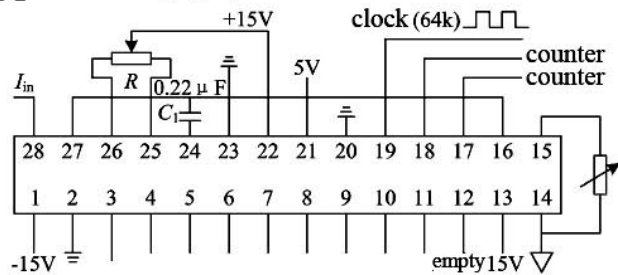 +15V clock (64k)
counter
5V counter
I_in R 0.22 μF
C_1
28 27 26 25 24 23 22 21 20 19 18 17 16 15
1 2 3 4 5 6 7 8 9 10 11 12 13 14
-15V empty 15V